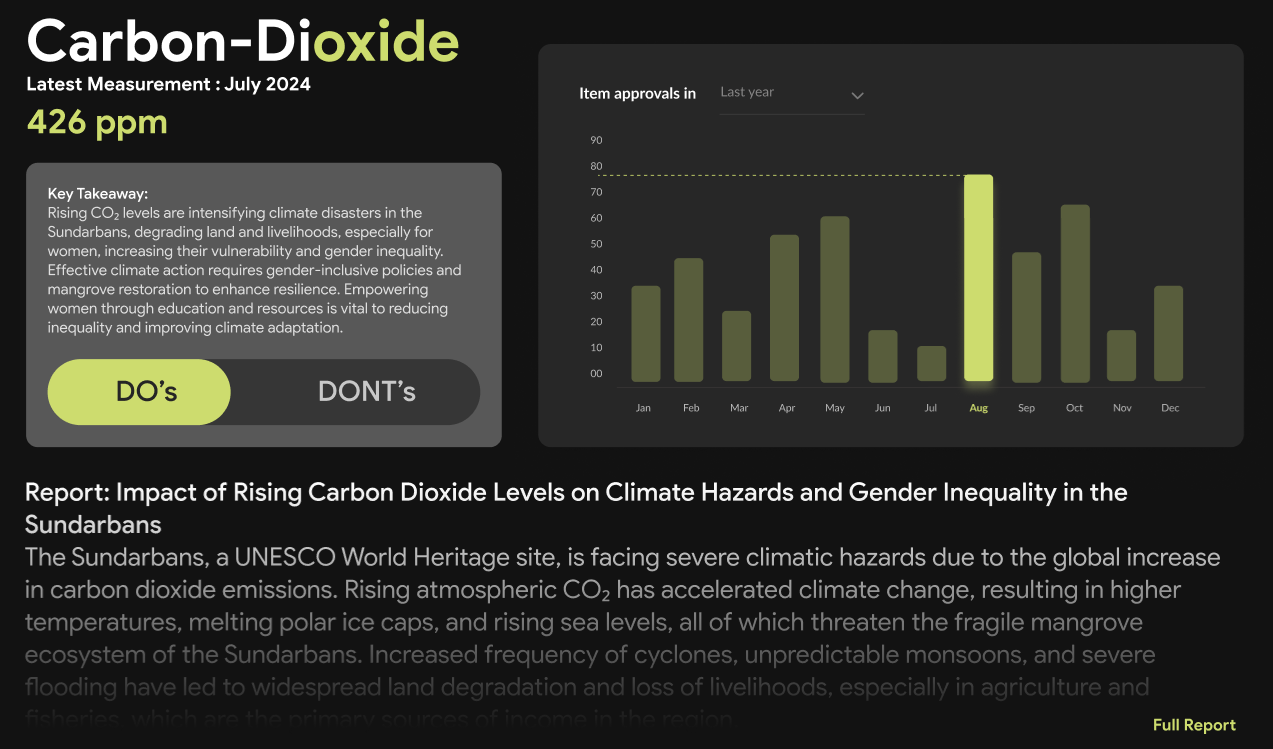 Carbon-Dioxide
Latest Measurement : July 2024
426 ppm
Key Takeaway:
Rising CO₂ levels are intensifying climate disasters in the
Sundarbans, degrading land and livelihoods, especially for
women, increasing their vulnerability and gender inequality.
Effective climate action requires gender-inclusive policies and
mangrove restoration to enhance resilience. Empowering
women through education and resources is vital to reducing
inequality and improving climate adaptation.
DO's DONT's
Item approvals in Last year
90
80
70
60
50
40
30
20
10
00
Jan Feb Mar Apr May Jun Jul Aug Sep Oct Nov Dec
Report: Impact of Rising Carbon Dioxide Levels on Climate Hazards and Gender Inequality in the
Sundarbans
The Sundarbans, a UNESCO World Heritage site, is facing severe climatic hazards due to the global increase
in carbon dioxide emissions. Rising atmospheric CO₂ has accelerated climate change, resulting in higher
temperatures, melting polar ice caps, and rising sea levels, all of which threaten the fragile mangrove
ecosystem of the Sundarbans. Increased frequency of cyclones, unpredictable monsoons, and severe
flooding have led to widespread land degradation and loss of livelihoods, especially in agriculture and
fisheries, which are the primary sources of income in the region.
Full Report